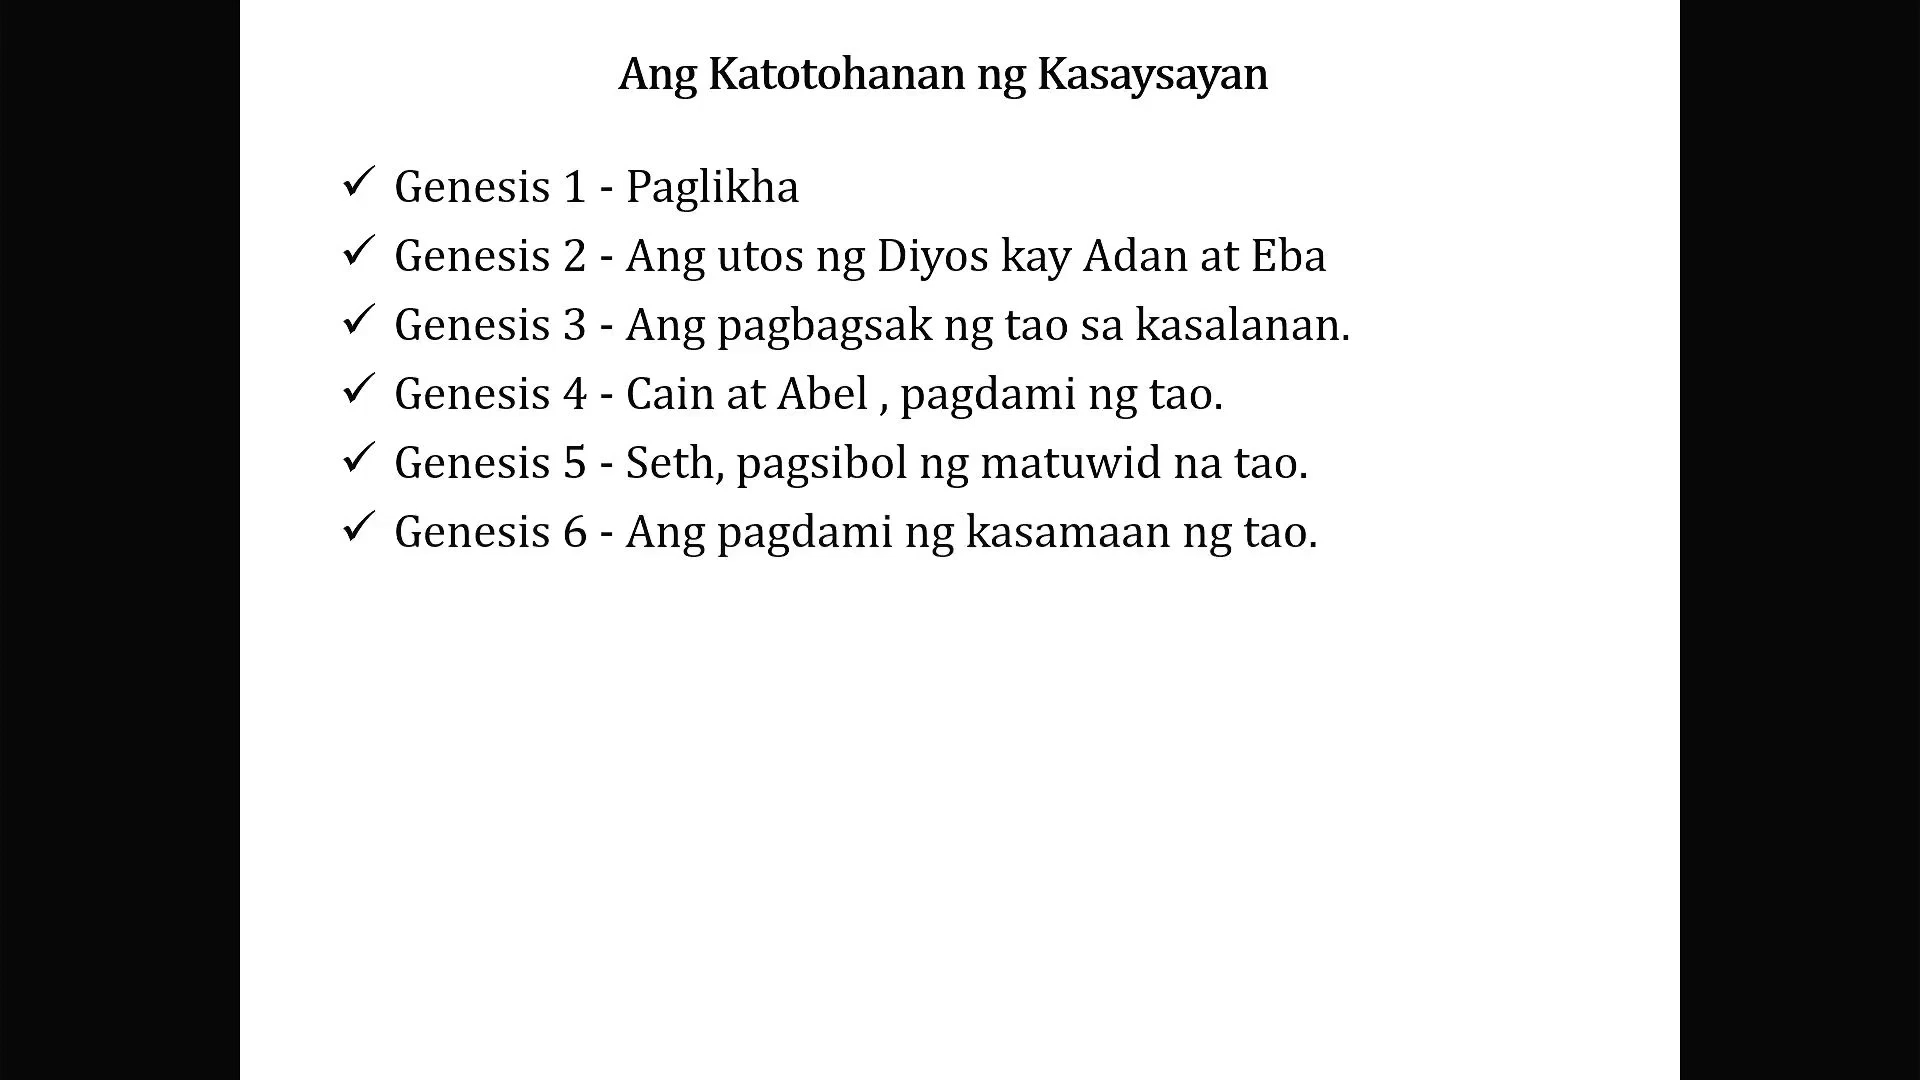 Ang Katotohanan ng Kasaysayan
✓ Genesis 1 - Paglikha
✓ Genesis 2 - Ang utos ng Diyos kay Adan at Eba
✓ Genesis 3 - Ang pagbagsak ng tao sa kasalanan.
✓ Genesis 4 - Cain at Abel , pagdami ng tao.
✓ Genesis 5 - Seth, pagsibol ng matuwid na tao.
✓ Genesis 6 - Ang pagdami ng kasamaan ng tao.